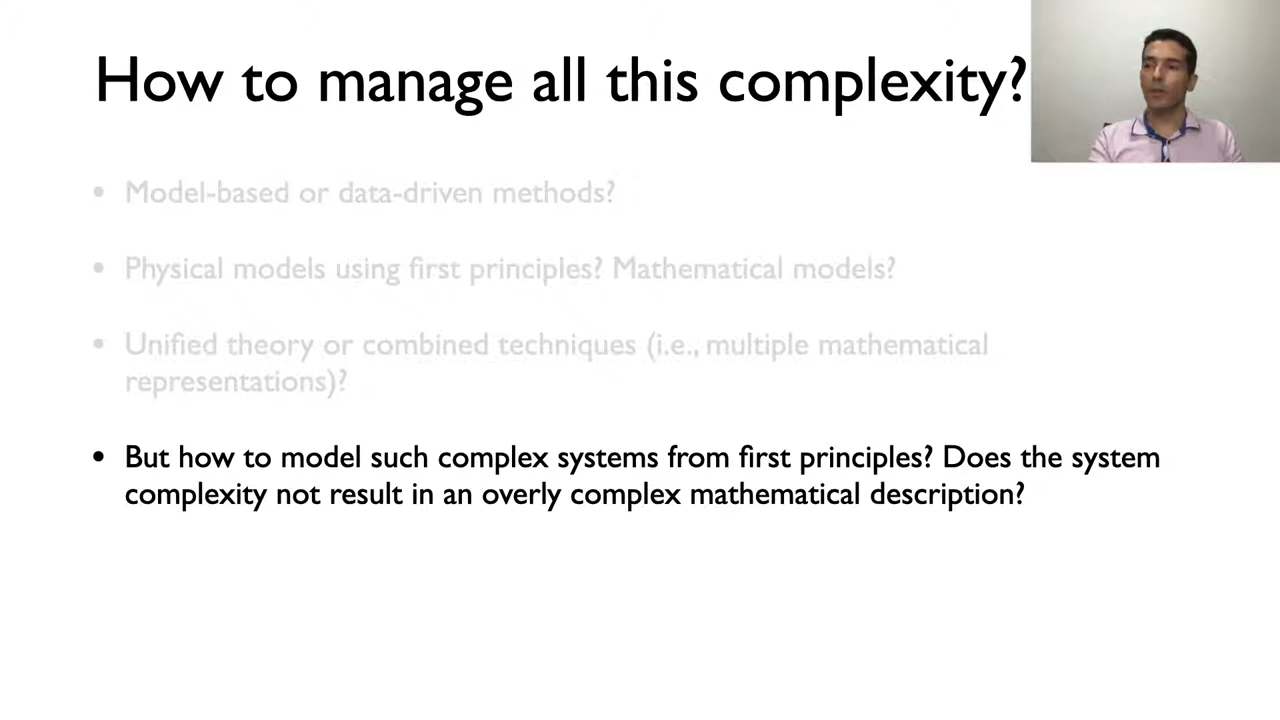 How to manage all this complexity?
• Model-based or data-driven methods?
• Physical models using first principles? Mathematical models?
• Unified theory or combined techniques (i.e., multiple mathematical
representations)?
• But how to model such complex systems from first principles? Does the system
complexity not result in an overly complex mathematical description?